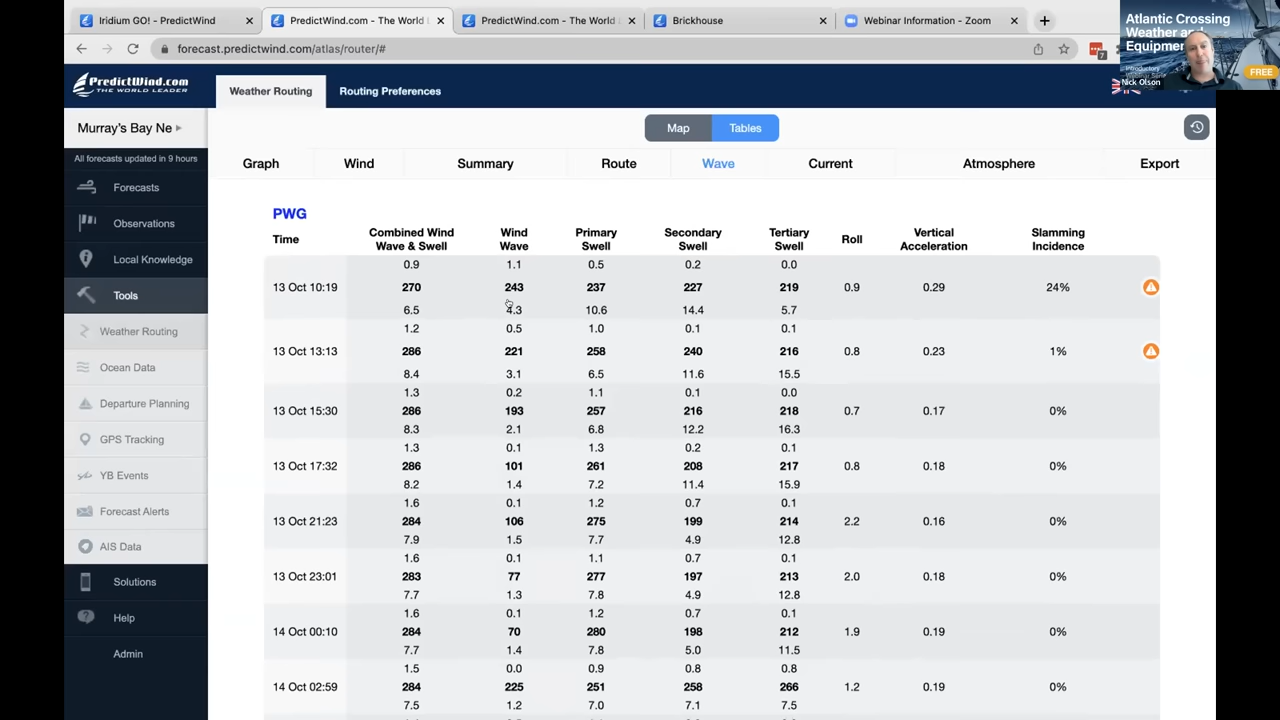 Iridium GO! - PredictWind
PredictWind.com - The World L
PredictWind.com - The World L
Brickhouse
Webinar Information - Zoom
forecast.predictwind.com/atlas/router/#
7
Atlantic Crossing
Weather and
Equipment
Introductory
FREE
Nick Olson
PredictWind.com
THE WORLD LEADER
Weather Routing
Routing Preferences
Murray's Bay Ne
All forecasts updated in 9 hours
Forecasts
Observations
Local Knowledge
Tools
Weather Routing
Ocean Data
Departure Planning
GPS Tracking
YB Events
Forecast Alerts
AIS Data
Solutions
Help
Admin
Map Tables
Graph Wind Summary Route Wave Current Atmosphere Export
PWG
Time Combined Wind Wave & Swell Wind Wave Primary Swell Secondary Swell Tertiary Swell Roll Vertical Acceleration Slamming Incidence
0.9 1.1 0.5 0.2 0.0
13 Oct 10:19 270 243 237 227 219 0.9 0.29 24%
6.5 4.3 10.6 14.4 5.7
1.2 0.5 1.0 0.1 0.1
13 Oct 13:13 286 221 258 240 216 0.8 0.23 1%
8.4 3.1 6.5 11.6 15.5
1.3 0.2 1.1 0.1 0.0
13 Oct 15:30 286 193 257 216 218 0.7 0.17 0%
8.3 2.1 6.8 12.2 16.3
1.3 0.1 1.3 0.2 0.1
13 Oct 17:32 286 101 261 208 217 0.8 0.18 0%
8.2 1.4 7.2 11.4 15.9
1.6 0.1 1.2 0.7 0.1
13 Oct 21:23 284 106 275 199 214 2.2 0.16 0%
7.9 1.5 7.7 4.9 12.8
1.6 0.1 1.1 0.7 0.1
13 Oct 23:01 283 77 277 197 213 2.0 0.18 0%
7.7 1.3 7.8 4.9 12.8
1.6 0.1 1.2 0.7 0.1
14 Oct 00:10 284 70 280 198 212 1.9 0.19 0%
7.7 1.4 7.8 5.0 11.5
1.5 0.0 0.9 0.8 0.8
14 Oct 02:59 284 225 251 258 266 1.2 0.19 0%
7.5 1.2 7.0 7.1 7.5